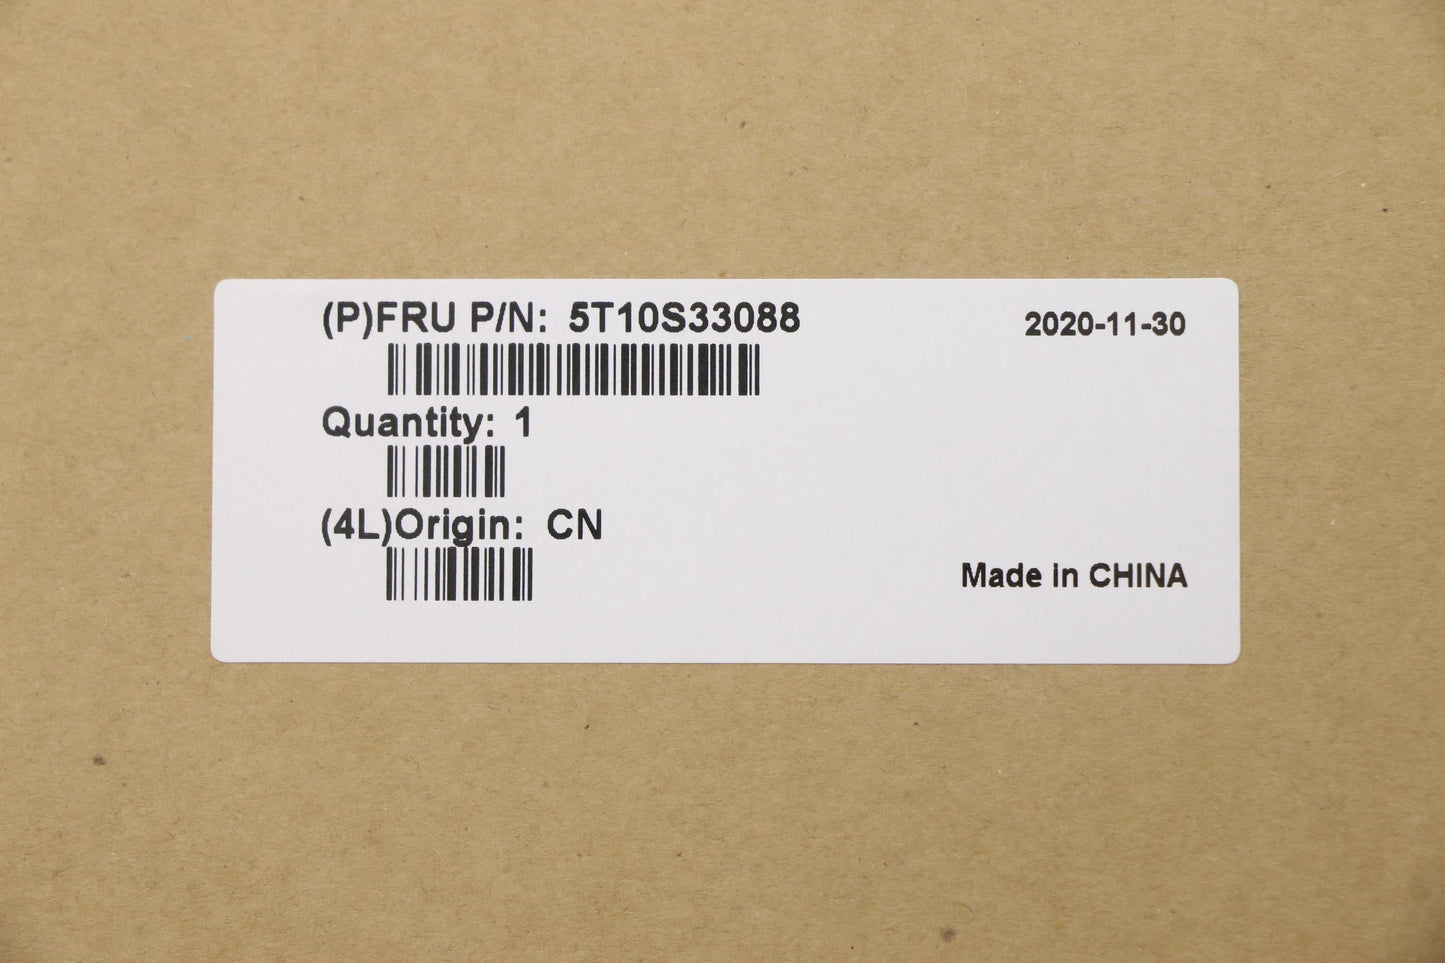 (P)FRU P/N: 5T10S33088
2020-11-30
Quantity: 1
(4L)Origin: CN
Made in CHINA